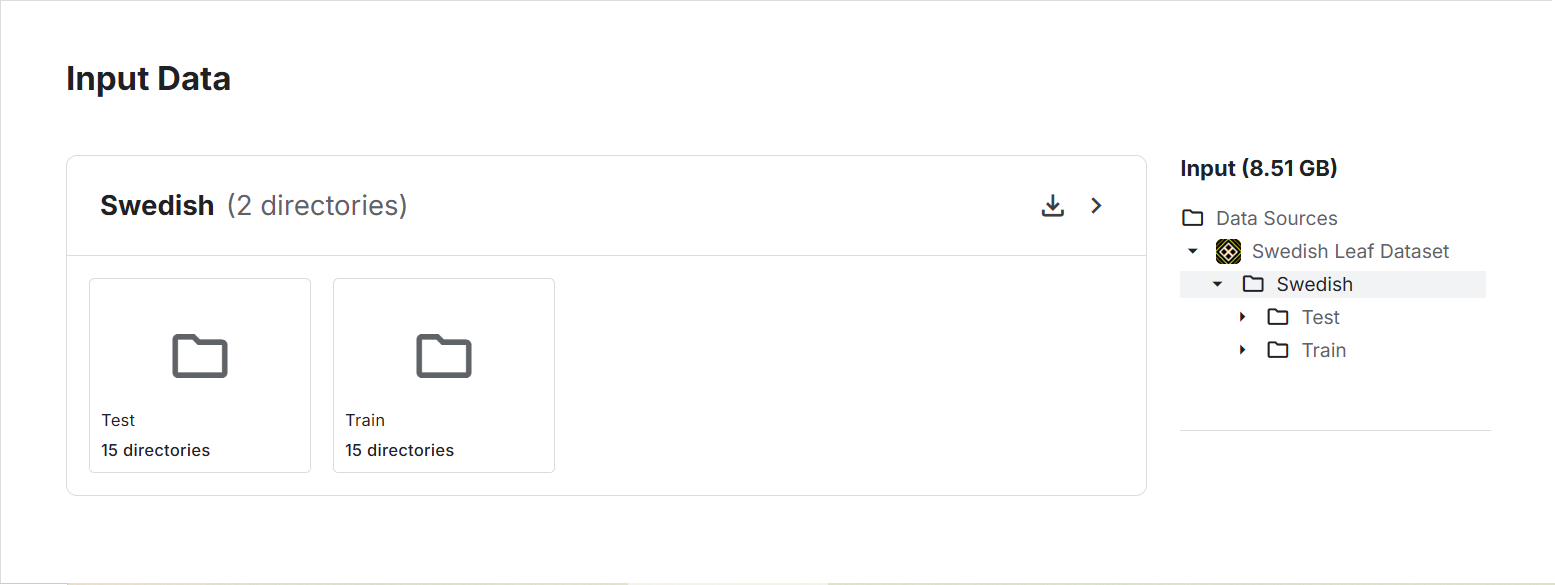 Input Data
Swedish (2 directories)
Test
15 directories
Train
15 directories
Input (8.51 GB)
Data Sources
Swedish Leaf Dataset
Swedish
Test
Train